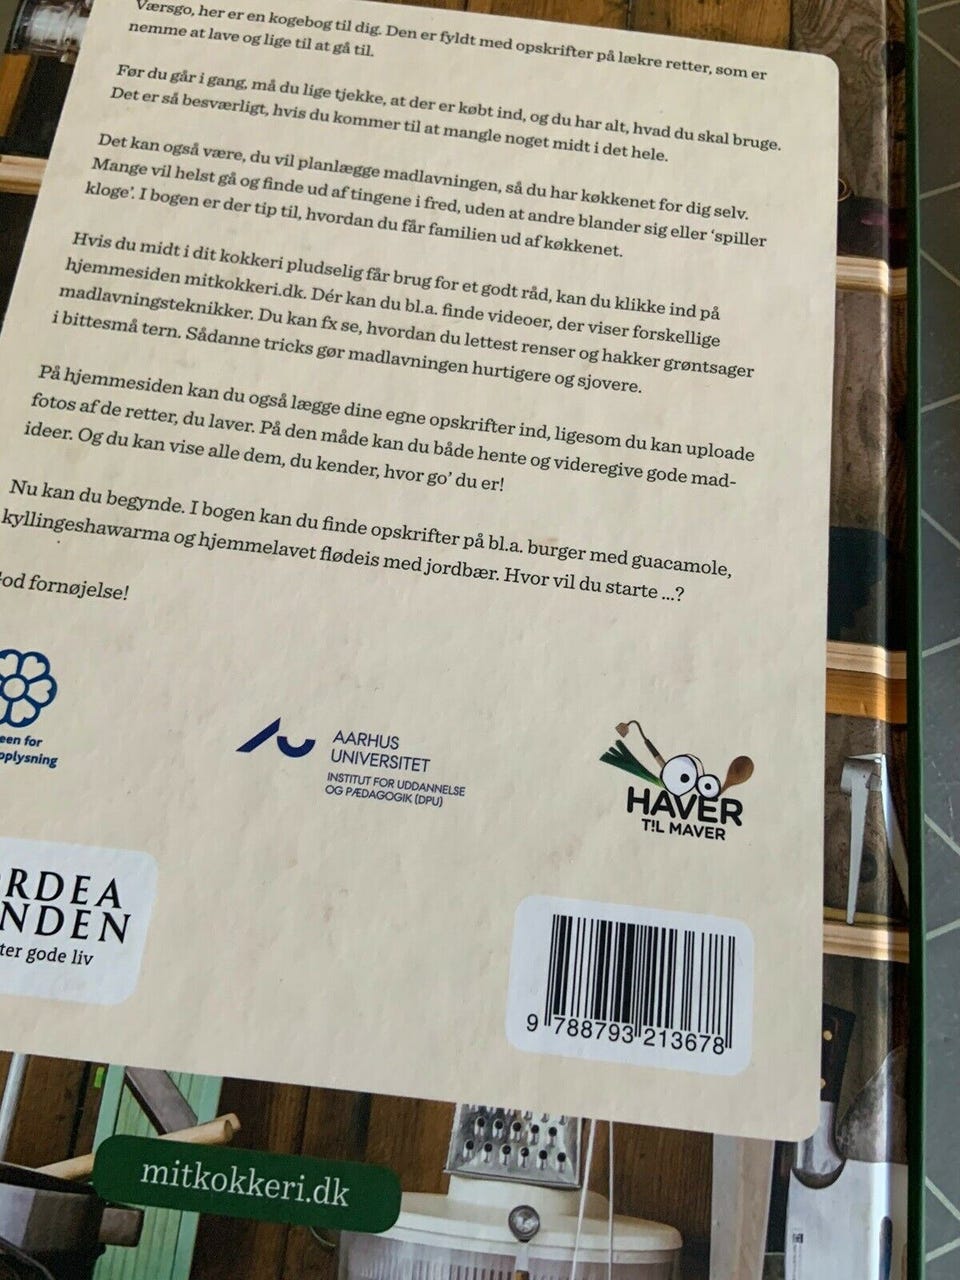 Værsgo, her er en kogebog til dig. Den er fyldt med opskrifter på lækre retter, som er
nemme at lave og lige til at gå til.
Før du går i gang, må du lige tjekke, at der er købt ind, og du har alt, hvad du skal bruge.
Det er så besværligt, hvis du kommer til at mangle noget midt i det hele.
Det kan også være, du vil planlægge madlavningen, så du har køkkenet for dig selv.
Mange vil helst gå og finde ud af tingene i fred, uden at andre blander sig eller ‘spiller
kloge’. I bogen er der tip til, hvordan du får familien ud af køkkenet.
Hvis du midt i dit kokkeri pludselig får brug for et godt råd, kan du klikke ind på
hjemmesiden mitkokkeri.dk. Dér kan du bl.a. finde videoer, der viser forskellige
madlavningsteknikker. Du kan fx se, hvordan du lettest renser og hakker grøntsager
i bittesmå tern. Sådanne tricks gør madlavningen hurtigere og sjovere.
På hjemmesiden kan du også lægge dine egne opskrifter ind, ligesom du kan uploade
fotos af de retter, du laver. På den måde kan du både hente og videregive gode mad-
ideer. Og du kan vise alle dem, du kender, hvor go’ du er!
Nu kan du begynde. I bogen kan du finde opskrifter på bl.a. burger med guacamole,
kyllingeshawarma og hjemmelavet flødeis med jordbær. Hvor vil du starte ...?
od fornøjelse!
een for
oplysning
AARHUS
UNIVERSITET
INSTITUT FOR UDDANNELSE
OG PÆDAGOGIK (DPU)
HAVER
T!L MAVER
RDEA
NDEN
ter gode liv
9 788793 213678
mitkokkeri.dk